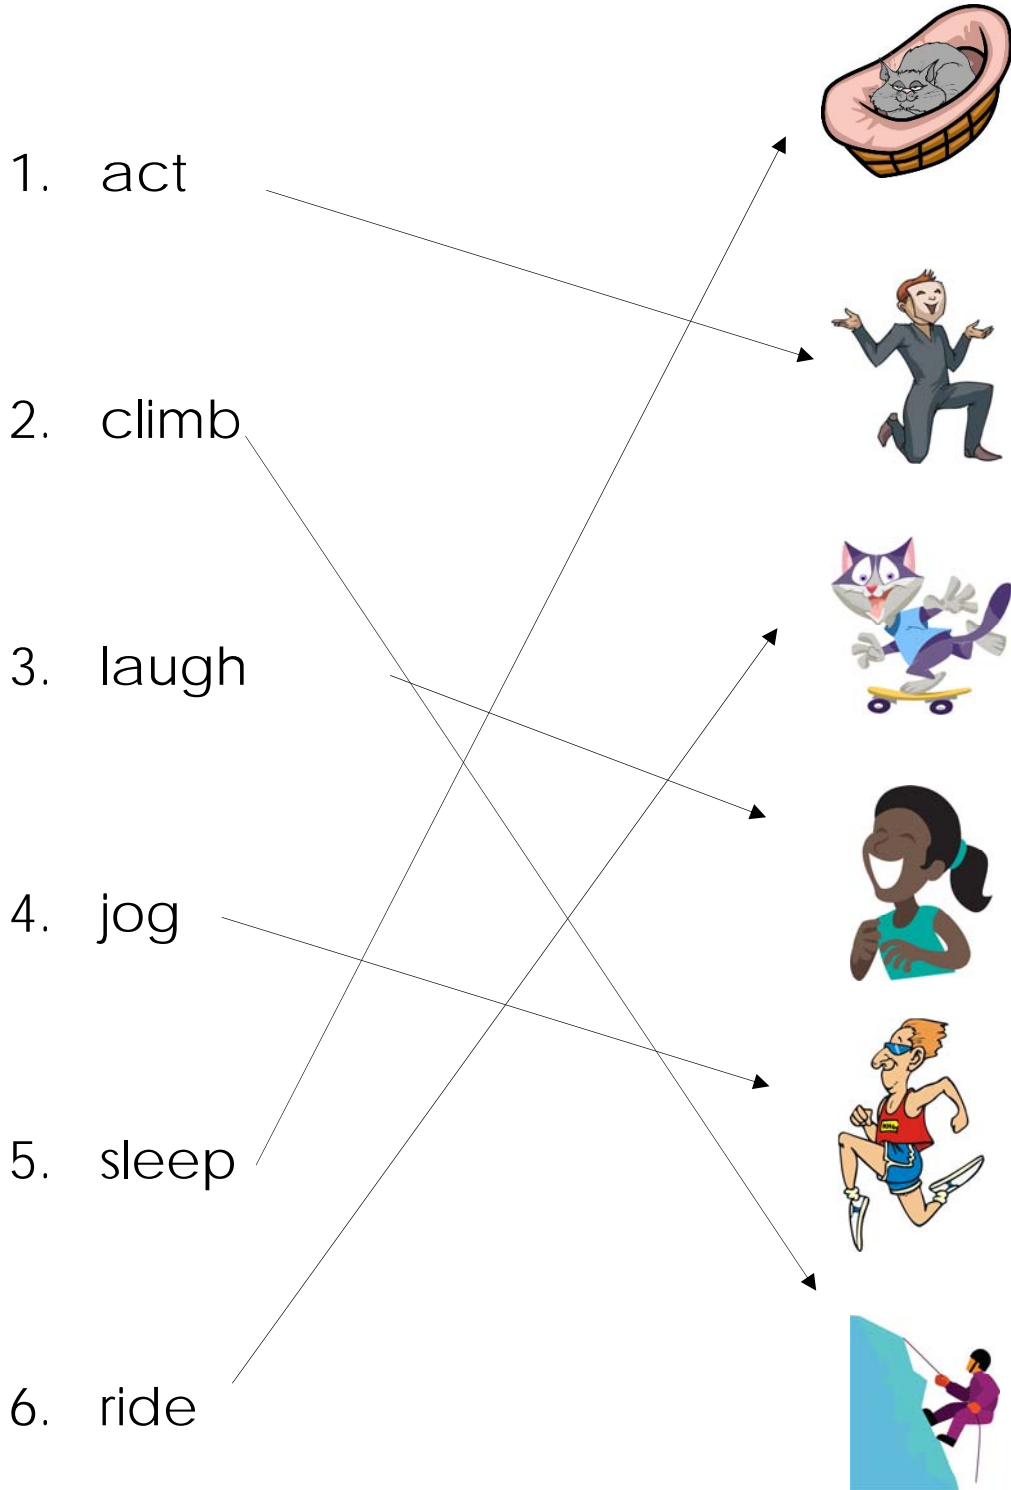 1. act
2. climb
3. laugh
4. jog
5. sleep
6. ride